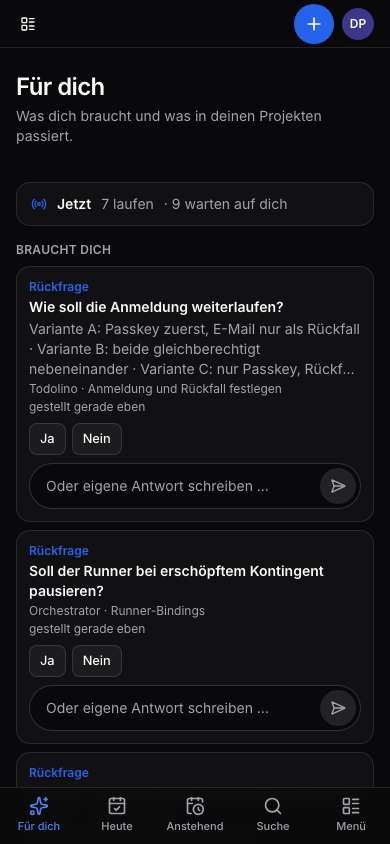 DP
Für dich
Was dich braucht und was in deinen Projekten
passiert.
Jetzt 7 laufen · 9 warten auf dich
BRAUCHT DICH
Rückfrage
Wie soll die Anmeldung weiterlaufen?
Variante A: Passkey zuerst, E-Mail nur als Rückfall
· Variante B: beide gleichberechtigt
nebeneinander · Variante C: nur Passkey, Rückf...
Todolino · Anmeldung und Rückfall festlegen
gestellt gerade eben
Ja Nein
Oder eigene Antwort schreiben ...
Rückfrage
Soll der Runner bei erschöpftem Kontingent
pausieren?
Orchestrator · Runner-Bindings
gestellt gerade eben
Ja Nein
Oder eigene Antwort schreiben ...
Rückfrage
Für dich Heute Anstehend Suche Menü